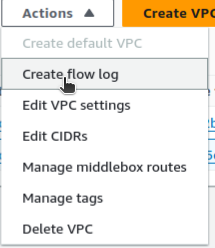 Actions
Create VPC
Create default VPC
Create flow log
Edit VPC settings
Edit CIDRs
Manage middlebox routes
Manage tags
Delete VPC